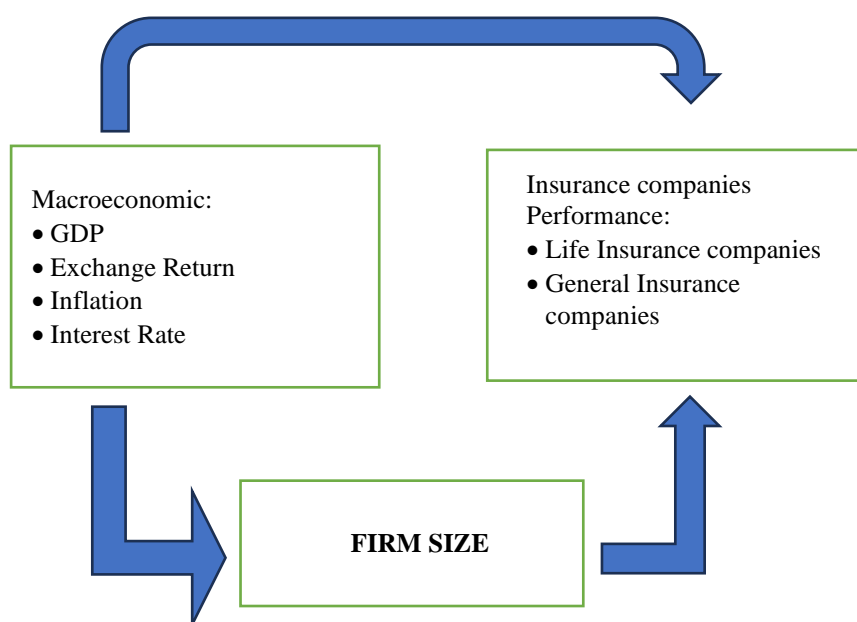 Macroeconomic:
• GDP
• Exchange Return
• Inflation
• Interest Rate
Insurance companies
Performance:
• Life Insurance companies
• General Insurance
companies
FIRM SIZE